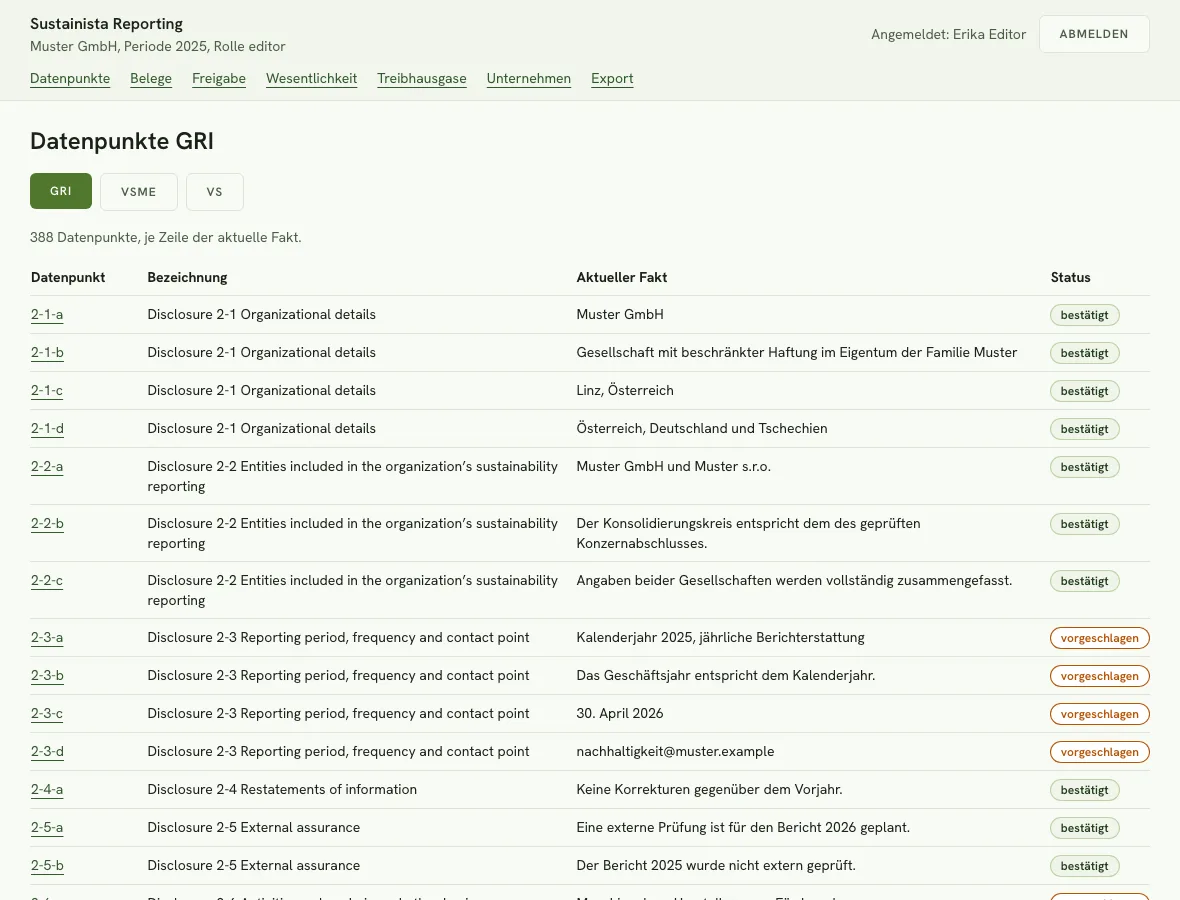 Sustainista Reporting
Muster GmbH, Periode 2025, Rolle editor
Angemeldet: Erika Editor
ABMELDEN
Datenpunkte Belege Freigabe Wesentlichkeit Treibhausgase Unternehmen Export
Datenpunkte GRI
GRI VSME VS
388 Datenpunkte, je Zeile der aktuelle Fakt.
Datenpunkt Bezeichnung Aktueller Fakt Status
2-1-a Disclosure 2-1 Organizational details Muster GmbH bestätigt
2-1-b Disclosure 2-1 Organizational details Gesellschaft mit beschränkter Haftung im Eigentum der Familie Muster bestätigt
2-1-c Disclosure 2-1 Organizational details Linz, Österreich bestätigt
2-1-d Disclosure 2-1 Organizational details Österreich, Deutschland und Tschechien bestätigt
2-2-a Disclosure 2-2 Entities included in the organization’s sustainability Muster GmbH und Muster s.r.o. bestätigt
reporting
2-2-b Disclosure 2-2 Entities included in the organization’s sustainability Der Konsolidierungskreis entspricht dem des geprüften bestätigt
reporting Konzernabschlusses.
2-2-c Disclosure 2-2 Entities included in the organization’s sustainability Angaben beider Gesellschaften werden vollständig zusammengefasst. bestätigt
reporting
2-3-a Disclosure 2-3 Reporting period, frequency and contact point Kalenderjahr 2025, jährliche Berichterstattung vorgeschlagen
2-3-b Disclosure 2-3 Reporting period, frequency and contact point Das Geschäftsjahr entspricht dem Kalenderjahr. vorgeschlagen
2-3-c Disclosure 2-3 Reporting period, frequency and contact point 30. April 2026 vorgeschlagen
2-3-d Disclosure 2-3 Reporting period, frequency and contact point nachhaltigkeit@muster.example vorgeschlagen
2-4-a Disclosure 2-4 Restatements of information Keine Korrekturen gegenüber dem Vorjahr. bestätigt
2-5-a Disclosure 2-5 External assurance Eine externe Prüfung ist für den Bericht 2026 geplant. bestätigt
2-5-b Disclosure 2-5 External assurance Der Bericht 2025 wurde nicht extern geprüft. bestätigt